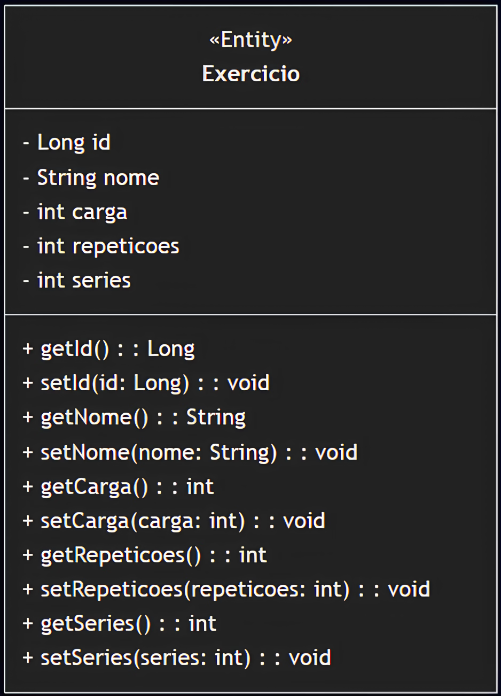 «Entity»
Exercicio
- Long id
- String nome
- int carga
- int repeticoes
- int series
+ getId() : : Long
+ setId(id: Long) : : void
+ getNome() : : String
+ setNome(nome: String) : : void
+ getCarga() : : int
+ setCarga(carga: int) : : void
+ getRepeticoes() : : int
+ setRepeticoes(repeticoes: int) : : void
+ getSeries() : : int
+ setSeries(series: int) : : void